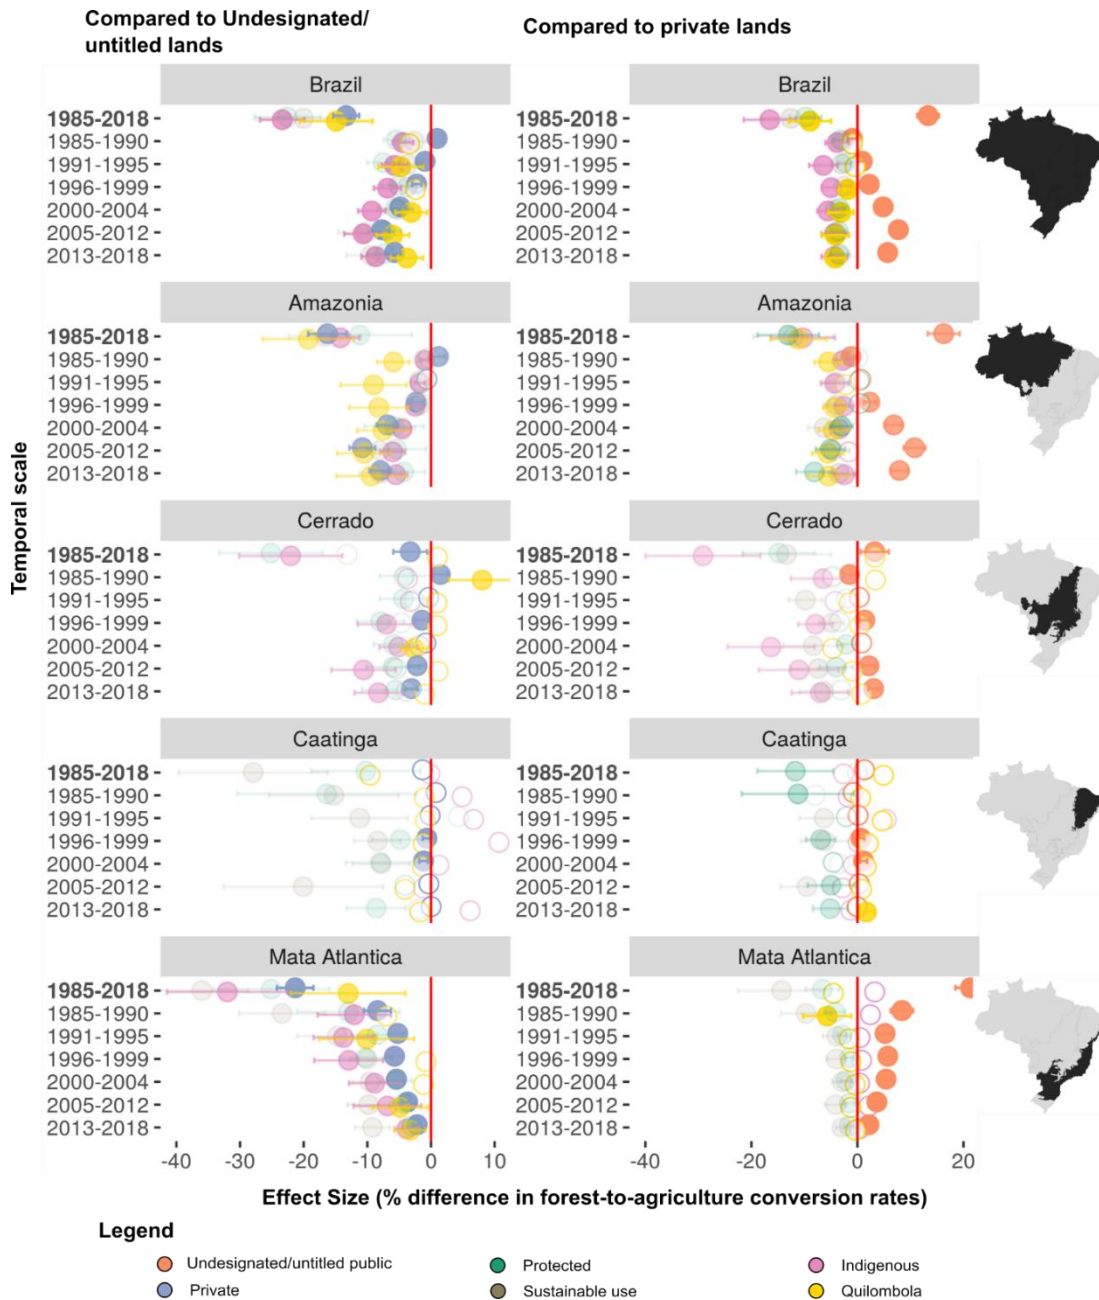 Compared to Undesignated/
untitled lands
Compared to private lands
Temporal scale
Brazil
1985-2018
1985-1990
1991-1995
1996-1999
2000-2004
2005-2012
2013-2018
Brazil
1985-2018
1985-1990
1991-1995
1996-1999
2000-2004
2005-2012
2013-2018
Amazonia
1985-2018
1985-1990
1991-1995
1996-1999
2000-2004
2005-2012
2013-2018
Amazonia
1985-2018
1985-1990
1991-1995
1996-1999
2000-2004
2005-2012
2013-2018
Cerrado
1985-2018
1985-1990
1991-1995
1996-1999
2000-2004
2005-2012
2013-2018
Cerrado
1985-2018
1985-1990
1991-1995
1996-1999
2000-2004
2005-2012
2013-2018
Caatinga
1985-2018
1985-1990
1991-1995
1996-1999
2000-2004
2005-2012
2013-2018
Caatinga
1985-2018
1985-1990
1991-1995
1996-1999
2000-2004
2005-2012
2013-2018
Mata Atlantica
1985-2018
1985-1990
1991-1995
1996-1999
2000-2004
2005-2012
2013-2018
Mata Atlantica
1985-2018
1985-1990
1991-1995
1996-1999
2000-2004
2005-2012
2013-2018
-40 -30 -20 -10 0 10
-40 -20 0 20
Effect Size (% difference in forest-to-agriculture conversion rates)
Legend
Undesignated/untitled public
Protected
Indigenous
Private
Sustainable use
Quilombola